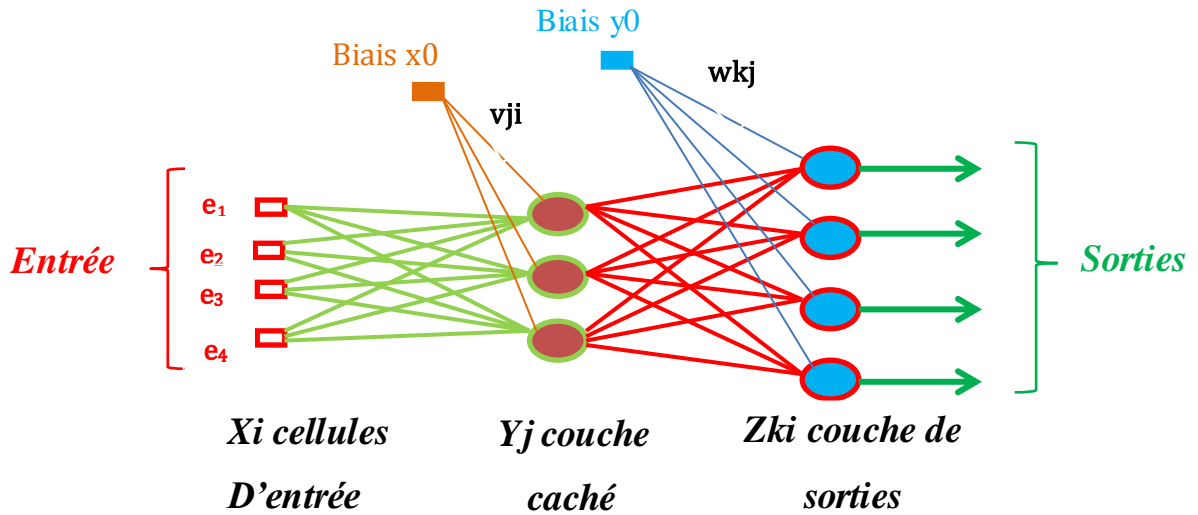 Biais y0
Biais x0
wkj
vji
e1
e2
e3
e4
Entrée
Sorties
Xi cellules
D’entrée
Yj couche
caché
Zki couche de
sorties